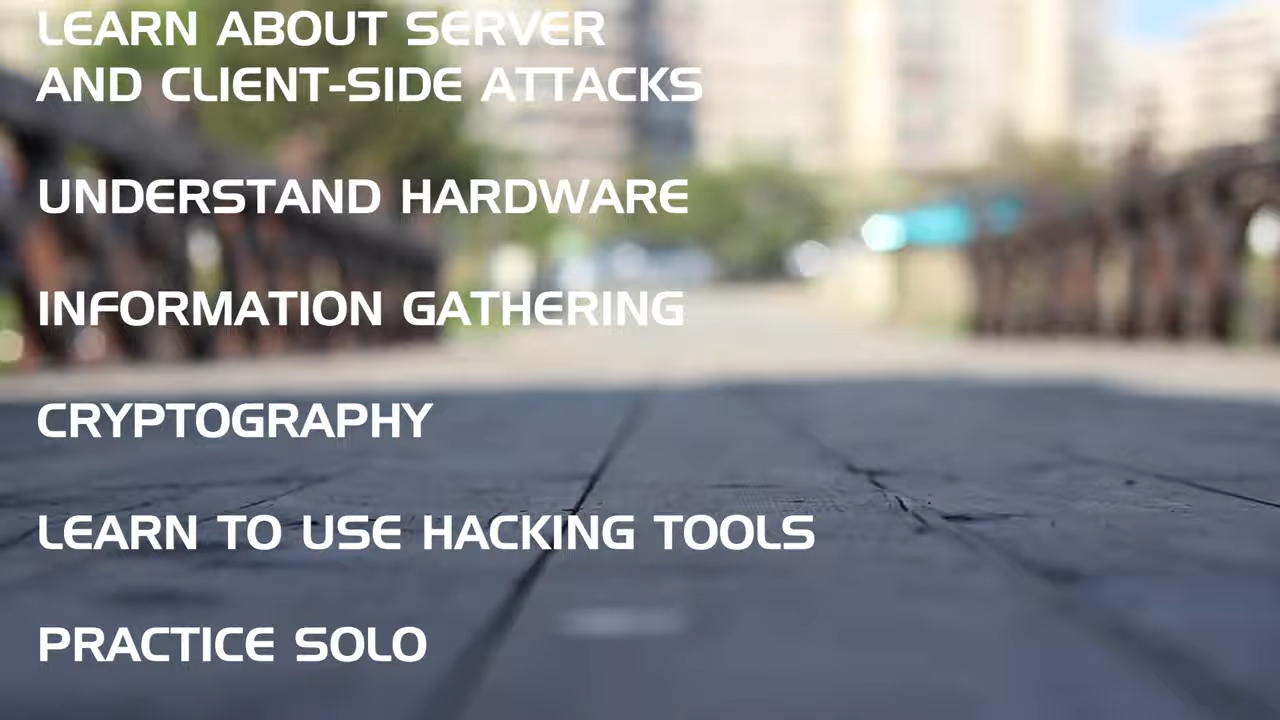 LEARN ABOUT SERVER
AND CLIENT-SIDE ATTACKS
UNDERSTAND HARDWARE
INFORMATION GATHERING
CRYPTOGRAPHY
LEARN TO USE HACKING TOOLS
PRACTICE SOLO